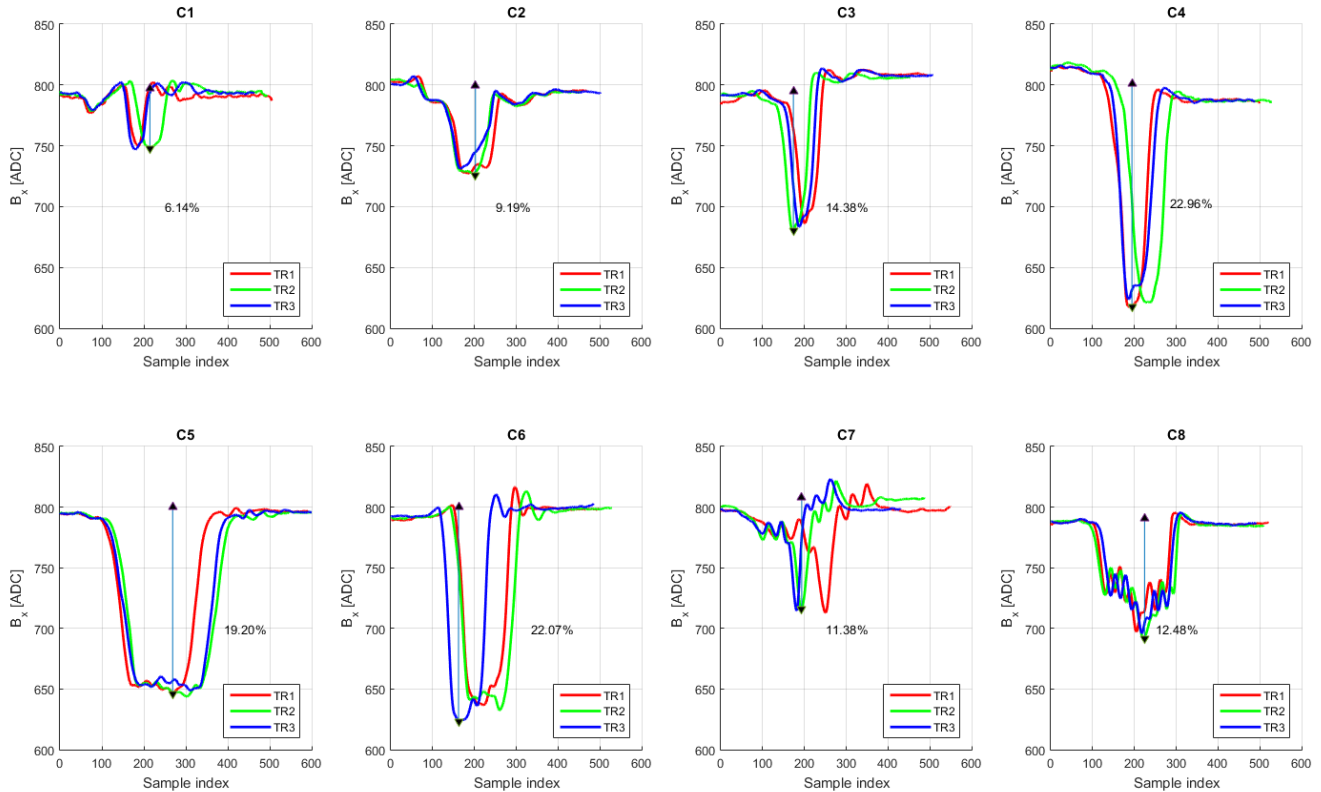 C1
C2
C3
C4
850
800
750
700
650
600
B_x [ADC]
6.14%
TR1
TR2
TR3
0 100 200 300 400 500 600
Sample index
850
800
750
700
650
600
B_x [ADC]
9.19%
TR1
TR2
TR3
0 100 200 300 400 500 600
Sample index
850
800
750
700
650
600
B_x [ADC]
14.38%
TR1
TR2
TR3
0 100 200 300 400 500 600
Sample index
850
800
750
700
650
600
B_x [ADC]
22.96%
TR1
TR2
TR3
0 100 200 300 400 500 600
Sample index
C5
C6
C7
C8
850
800
750
700
650
600
B_x [ADC]
19.20%
TR1
TR2
TR3
0 100 200 300 400 500 600
Sample index
850
800
750
700
650
600
B_x [ADC]
22.07%
TR1
TR2
TR3
0 100 200 300 400 500 600
Sample index
850
800
750
700
650
600
B_x [ADC]
11.38%
TR1
TR2
TR3
0 100 200 300 400 500 600
Sample index
850
800
750
700
650
600
B_x [ADC]
12.48%
TR1
TR2
TR3
0 100 200 300 400 500 600
Sample index